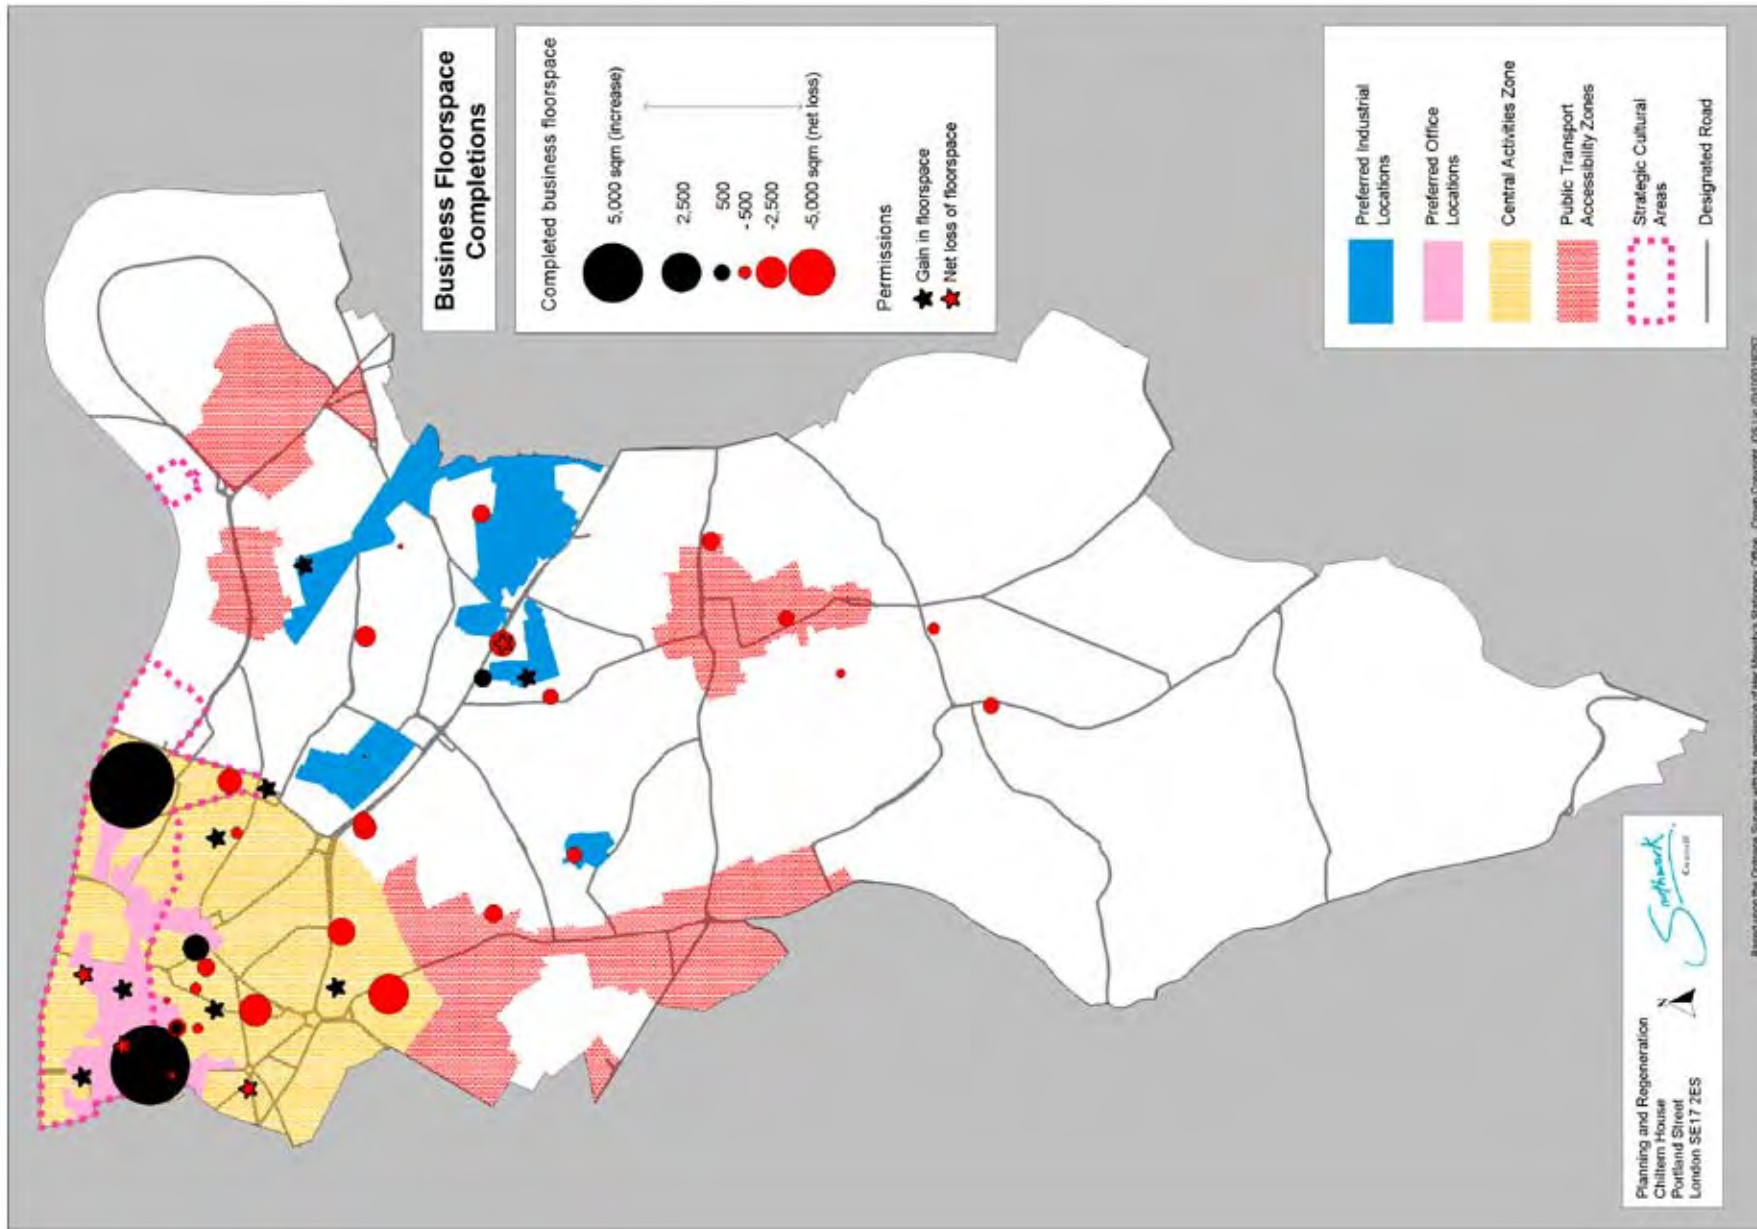 Business Floorspace
Completions
Completed business floorspace
5,000 sqm (increase)
2,500
500
-500
-2,500
-5,000 sqm (net loss)
Permissions
Gain in floorspace
Net loss of floorspace
Preferred Industrial
Locations
Preferred Office
Locations
Central Activities Zone
Public Transport
Accessibility Zones
Strategic Cultural
Areas
Designated Road
Planning and Regeneration
Chiltern House
Portland Street
London SE17 2ES
N
Southwark
Council